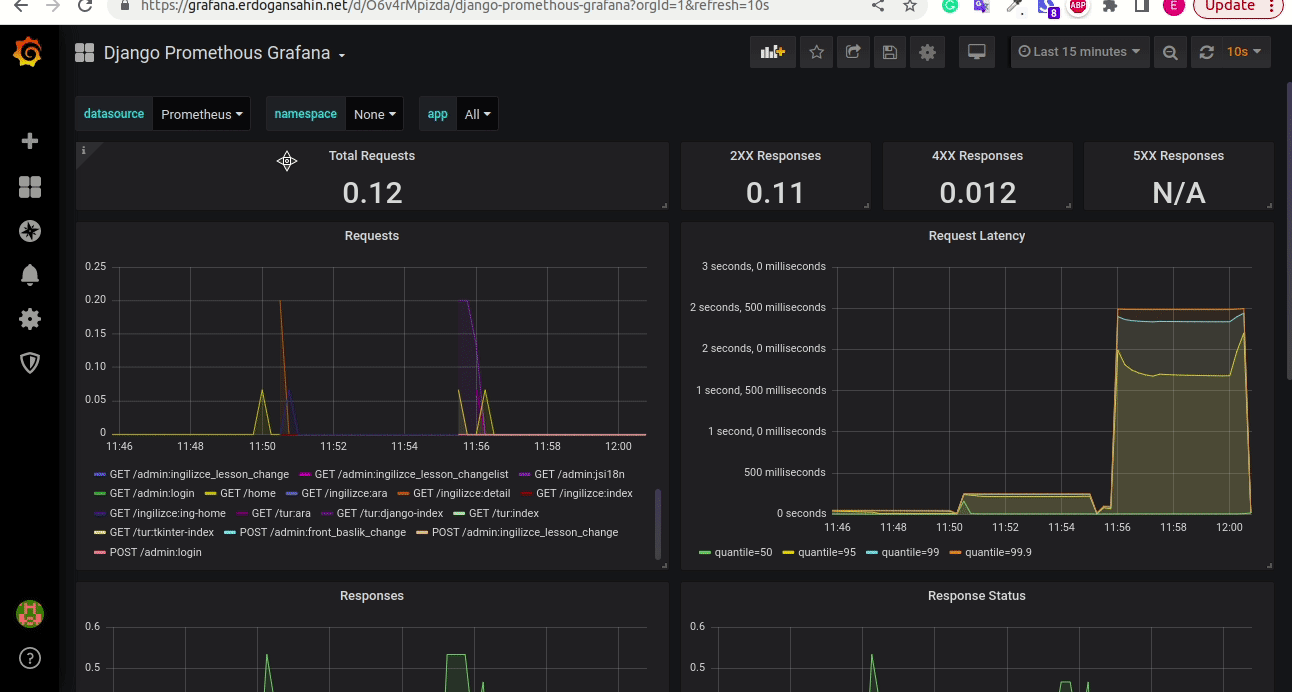 https://grafana.erdogansahin.net/d/O6v4rMpizda/django-promethous-grafana?orgId=1&refresh=10s
8
ABP
E
Update
Django Promethous Grafana
Last 15 minutes
10s
datasource Prometheus
namespace None
app All
i
Total Requests
0.12
2XX Responses
0.11
4XX Responses
0.012
5XX Responses
N/A
Requests
0.25
0.20
0.15
0.10
0.05
0
11:46 11:48 11:50 11:52 11:54 11:56 11:58 12:00
GET /admin:ingilizce_lesson_change GET /admin:ingilizce_lesson_changelist GET /admin:jsi18n
GET /admin:login GET /home GET /ingilizce:ara GET /ingilizce:detail GET /ingilizce:index
GET /ingilizce:ing-home GET /tur:ara GET /tur:django-index GET /tur:index
GET /tur:tkinter-index POST /admin:front_baslik_change POST /admin:ingilizce_lesson_change
POST /admin:login
Request Latency
3 seconds, 0 milliseconds
2 seconds, 500 milliseconds
2 seconds, 0 milliseconds
1 second, 500 milliseconds
1 second, 0 milliseconds
500 milliseconds
0 seconds
11:46 11:48 11:50 11:52 11:54 11:56 11:58 12:00
quantile=50 quantile=95 quantile=99 quantile=99.9
Responses
0.6
0.5
Response Status
0.6
0.5
?